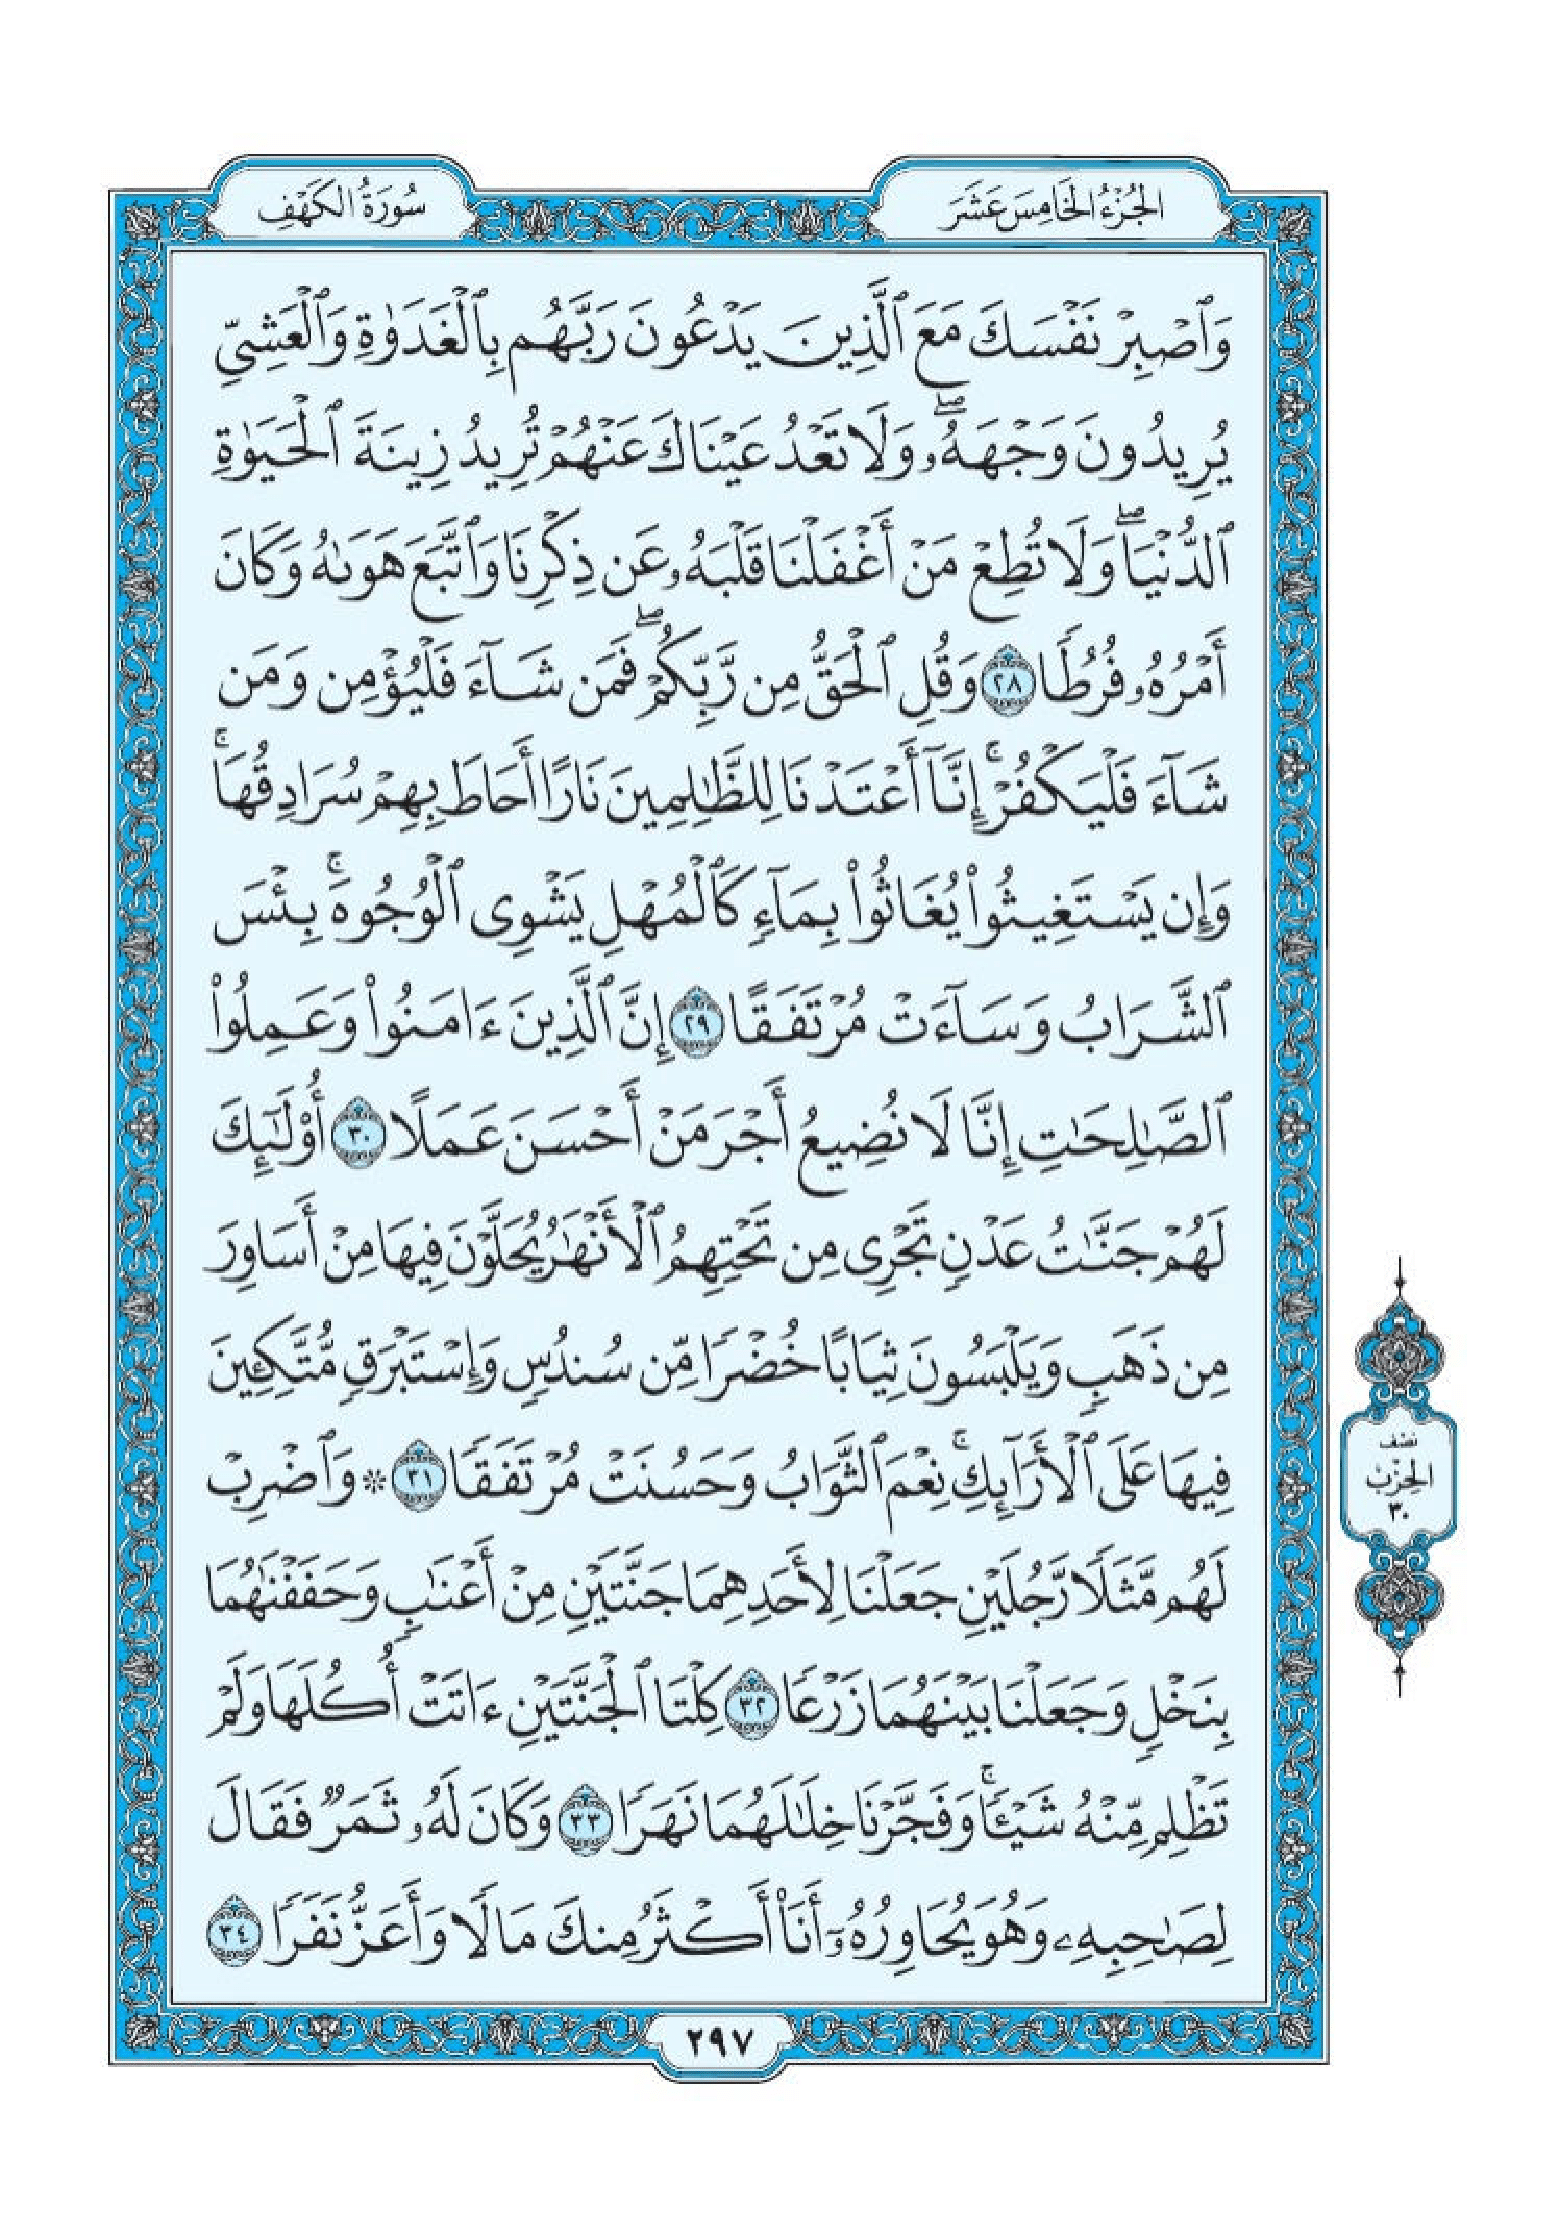 الجُزْءُ الخَامِسَ عَشَرَ
سُورَةُ الكَهْفِ
وَٱصْبِرْ نَفْسَكَ مَعَ ٱلَّذِينَ يَدْعُونَ رَبَّهُم بِٱلْغَدَوٰةِ وَٱلْعَشِىِّ
يُرِيدُونَ وَجْهَهُۥۖ وَلَا تَعْدُ عَيْنَاكَ عَنْهُمْ تُرِيدُ زِينَةَ ٱلْحَيَوٰةِ
ٱلدُّنْيَاۖ وَلَا تُطِعْ مَنْ أَغْفَلْنَا قَلْبَهُۥ عَن ذِكْرِنَا وَٱتَّبَعَ هَوَىٰهُ وَكَانَ
أَمْرُهُۥ فُرُطًا ٢٨ وَقُلِ ٱلْحَقُّ مِن رَّبِّكُمْۖ فَمَن شَآءَ فَلْيُؤْمِن وَمَن
شَآءَ فَلْيَكْفُرْۚ إِنَّآ أَعْتَدْنَا لِلظَّٰلِمِينَ نَارًا أَحَاطَ بِهِمْ سُرَادِقُهَاۚ
وَإِن يَسْتَغِيثُوا۟ يُغَاثُوا۟ بِمَآءٍ كَٱلْمُهْلِ يَشْوِى ٱلْوُجُوهَۚ بِئْسَ
ٱلشَّرَابُ وَسَآءَتْ مُرْتَفَقًا ٢٩ إِنَّ ٱلَّذِينَ ءَامَنُوا۟ وَعَمِلُوا۟
ٱلصَّٰلِحَٰتِ إِنَّا لَا نُضِيعُ أَجْرَ مَنْ أَحْسَنَ عَمَلًا ٣٠ أُو۟لَٰٓئِكَ
لَهُمْ جَنَّٰتُ عَدْنٍ تَجْرِى مِن تَحْتِهِمُ ٱلْأَنْهَٰرُ يُحَلَّوْنَ فِيهَا مِنْ أَسَاوِرَ
مِن ذَهَبٍ وَيَلْبَسُونَ ثِيَابًا خُضْرًا مِّن سُندُسٍ وَإِسْتَبْرَقٍ مُّتَّكِـِٔينَ
فِيهَا عَلَى ٱلْأَرَآئِكِۚ نِعْمَ ٱلثَّوَابُ وَحَسُنَتْ مُرْتَفَقًا ٣١ ۞ وَٱضْرِبْ
لَهُم مَّثَلًا رَّجُلَيْنِ جَعَلْنَا لِأَحَدِهِمَا جَنَّتَيْنِ مِنْ أَعْنَٰبٍ وَحَفَفْنَٰهُمَا
بِنَخْلٍ وَجَعَلْنَا بَيْنَهُمَا زَرْعًا ٣٢ كِلْتَا ٱلْجَنَّتَيْنِ ءَاتَتْ أُكُلَهَا وَلَمْ
تَظْلِم مِّنْهُ شَيْـًٔاۚ وَفَجَّرْنَا خِلَٰلَهُمَا نَهَرًا ٣٣ وَكَانَ لَهُۥ ثَمَرٌ فَقَالَ
لِصَٰحِبِهِۦ وَهُوَ يُحَاوِرُهُۥٓ أَنَا۠ أَكْثَرُ مِنكَ مَالًا وَأَعَزُّ نَفَرًا ٣٤
نصْف
الحِزْب
٣٠
٢٩٧